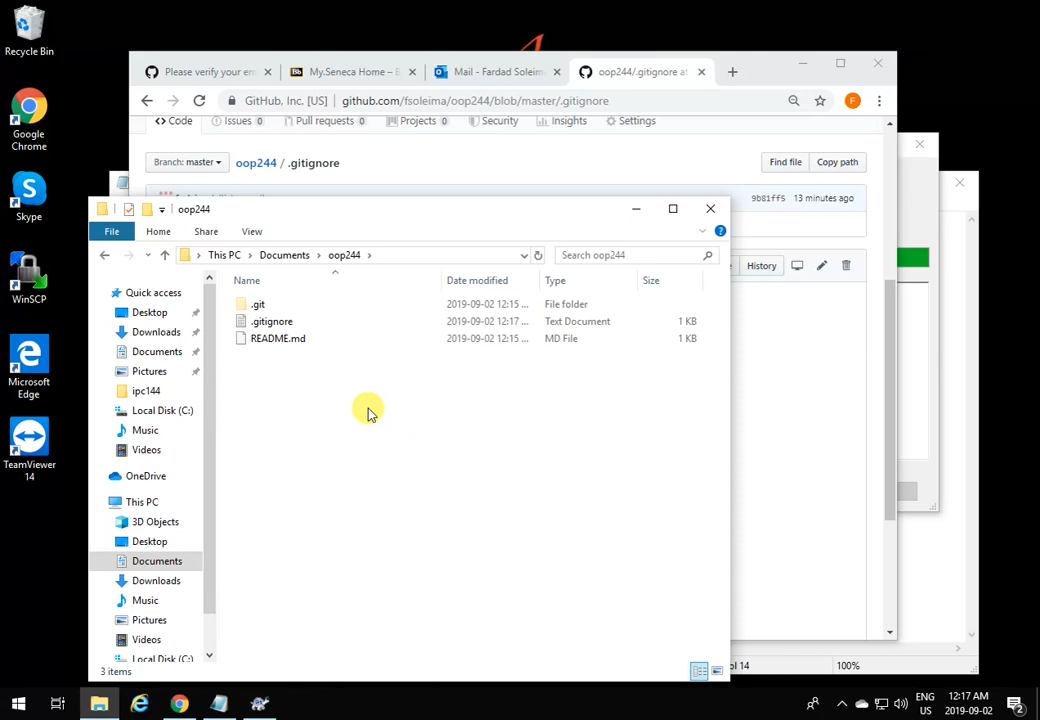 Recycle Bin
Google
Chrome
Skype
WinSCP
Microsoft
Edge
TeamViewer
14
Please verify your em
My.Seneca Home – B
Mail - Fardad Soleim
oop244/.gitignore at
GitHub, Inc. [US]
github.com/fsoleima/oop244/blob/master/.gitignore
F
Code
Issues 0
Pull requests 0
Projects 0
Security
Insights
Settings
Branch: master
oop244 / .gitignore
Find file
Copy path
9b81ff5
13 minutes ago
History
oop244
File
Home
Share
View
This PC
Documents
oop244
Search oop244
Name
Date modified
Type
Size
.git
2019-09-02 12:15 ...
File folder
.gitignore
2019-09-02 12:17 ...
Text Document
1 KB
README.md
2019-09-02 12:15 ...
MD File
1 KB
Quick access
Desktop
Downloads
Documents
Pictures
ipc144
Local Disk (C:)
Music
Videos
OneDrive
This PC
3D Objects
Desktop
Documents
Downloads
Music
Pictures
Videos
Local Disk (C:)
3 items
ol 14
100%
ENG
US
12:17 AM
2019-09-02
2